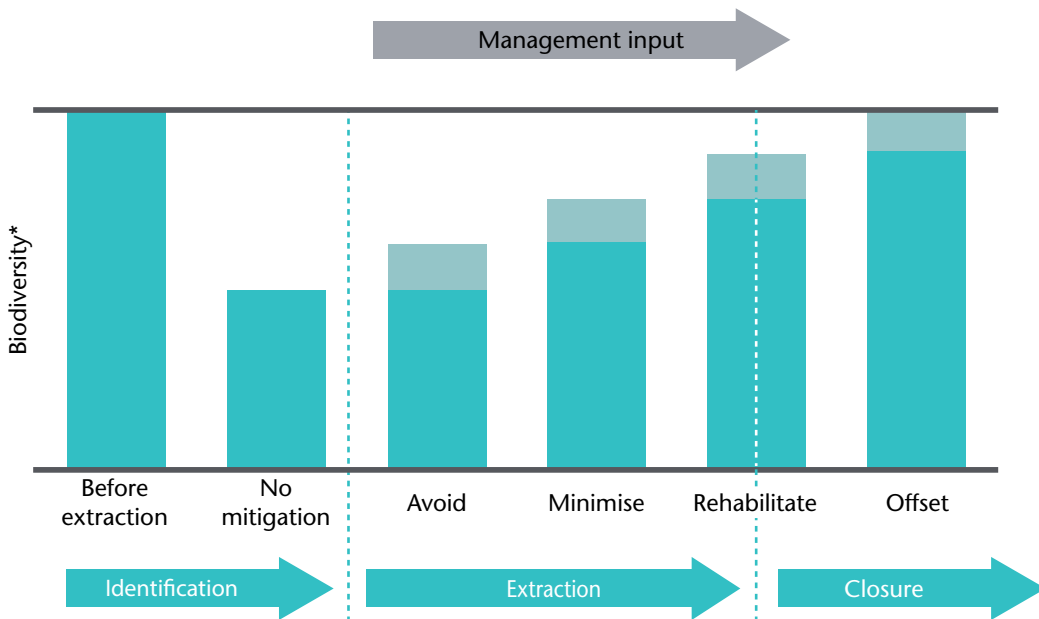 Management input
Biodiversity*
Before
extraction
No
mitigation
Avoid
Minimise
Rehabilitate
Offset
Identification
Extraction
Closure